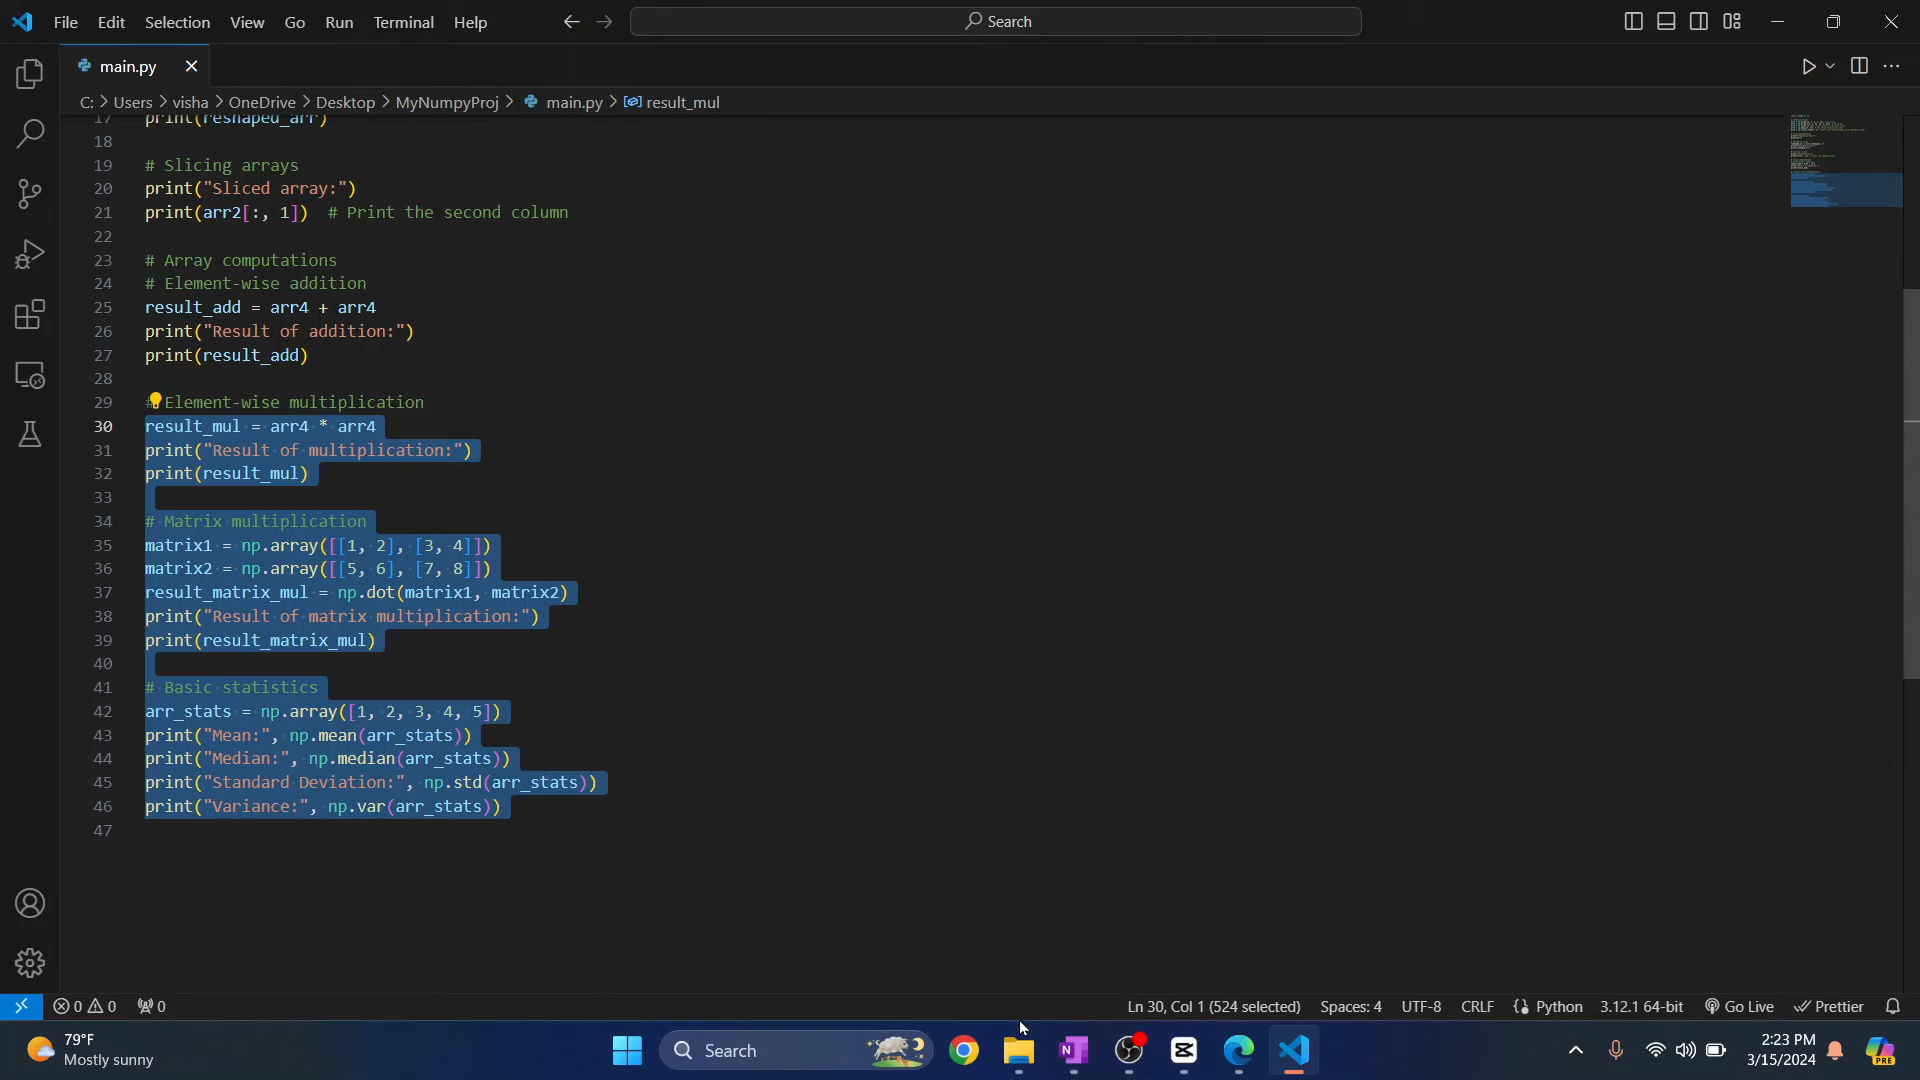 File Edit Selection View Go Run Terminal Help
Search
main.py
C: > Users > visha > OneDrive > Desktop > MyNumpyProj > main.py > result_mul
17 print(reshaped_arr)
18
19 # Slicing arrays
20 print("Sliced array:")
21 print(arr2[:, 1])  # Print the second column
22
23 # Array computations
24 # Element-wise addition
25 result_add = arr4 + arr4
26 print("Result of addition:")
27 print(result_add)
28
29 # Element-wise multiplication
30 result_mul = arr4 * arr4
31 print("Result of multiplication:")
32 print(result_mul)
33
34 # Matrix multiplication
35 matrix1 = np.array([[1, 2], [3, 4]])
36 matrix2 = np.array([[5, 6], [7, 8]])
37 result_matrix_mul = np.dot(matrix1, matrix2)
38 print("Result of matrix multiplication:")
39 print(result_matrix_mul)
40
41 # Basic statistics
42 arr_stats = np.array([1, 2, 3, 4, 5])
43 print("Mean:", np.mean(arr_stats))
44 print("Median:", np.median(arr_stats))
45 print("Standard Deviation:", np.std(arr_stats))
46 print("Variance:", np.var(arr_stats))
47
0 0 0 Ln 30, Col 1 (524 selected) Spaces: 4 UTF-8 CRLF Python 3.12.1 64-bit Go Live Prettier
79°F
Mostly sunny
Search
2:23 PM
3/15/2024
PRE